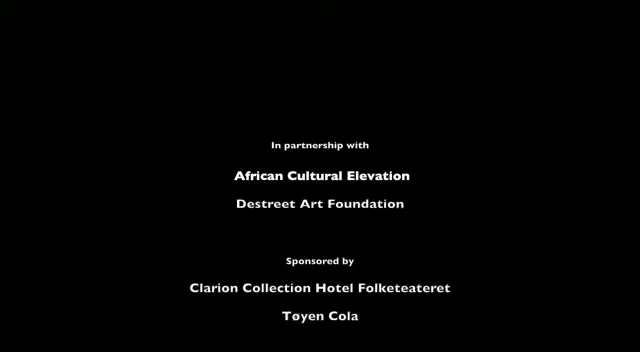 In partnership with
African Cultural Elevation
Destreet Art Foundation
Sponsored by
Clarion Collection Hotel Folketeateret
Tøyen Cola